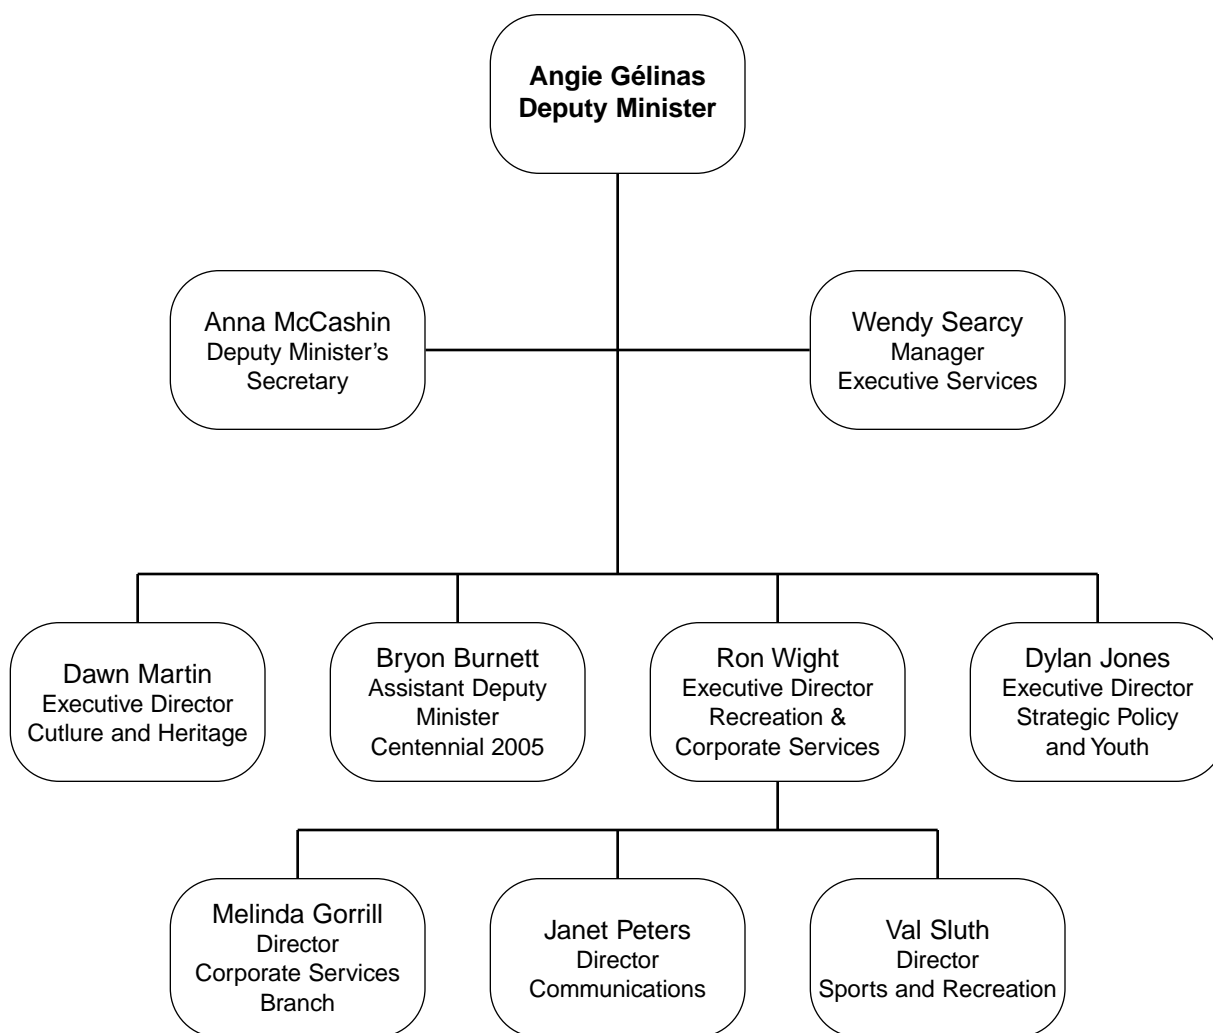 Angie Gélinas
Deputy Minister
Anna McCashin
Deputy Minister’s
Secretary
Wendy Searcy
Manager
Executive Services
Dawn Martin
Executive Director
Cutlure and Heritage
Bryon Burnett
Assistant Deputy
Minister
Centennial 2005
Ron Wight
Executive Director
Recreation &
Corporate Services
Dylan Jones
Executive Director
Strategic Policy
and Youth
Melinda Gorrill
Director
Corporate Services
Branch
Janet Peters
Director
Communications
Val Sluth
Director
Sports and Recreation